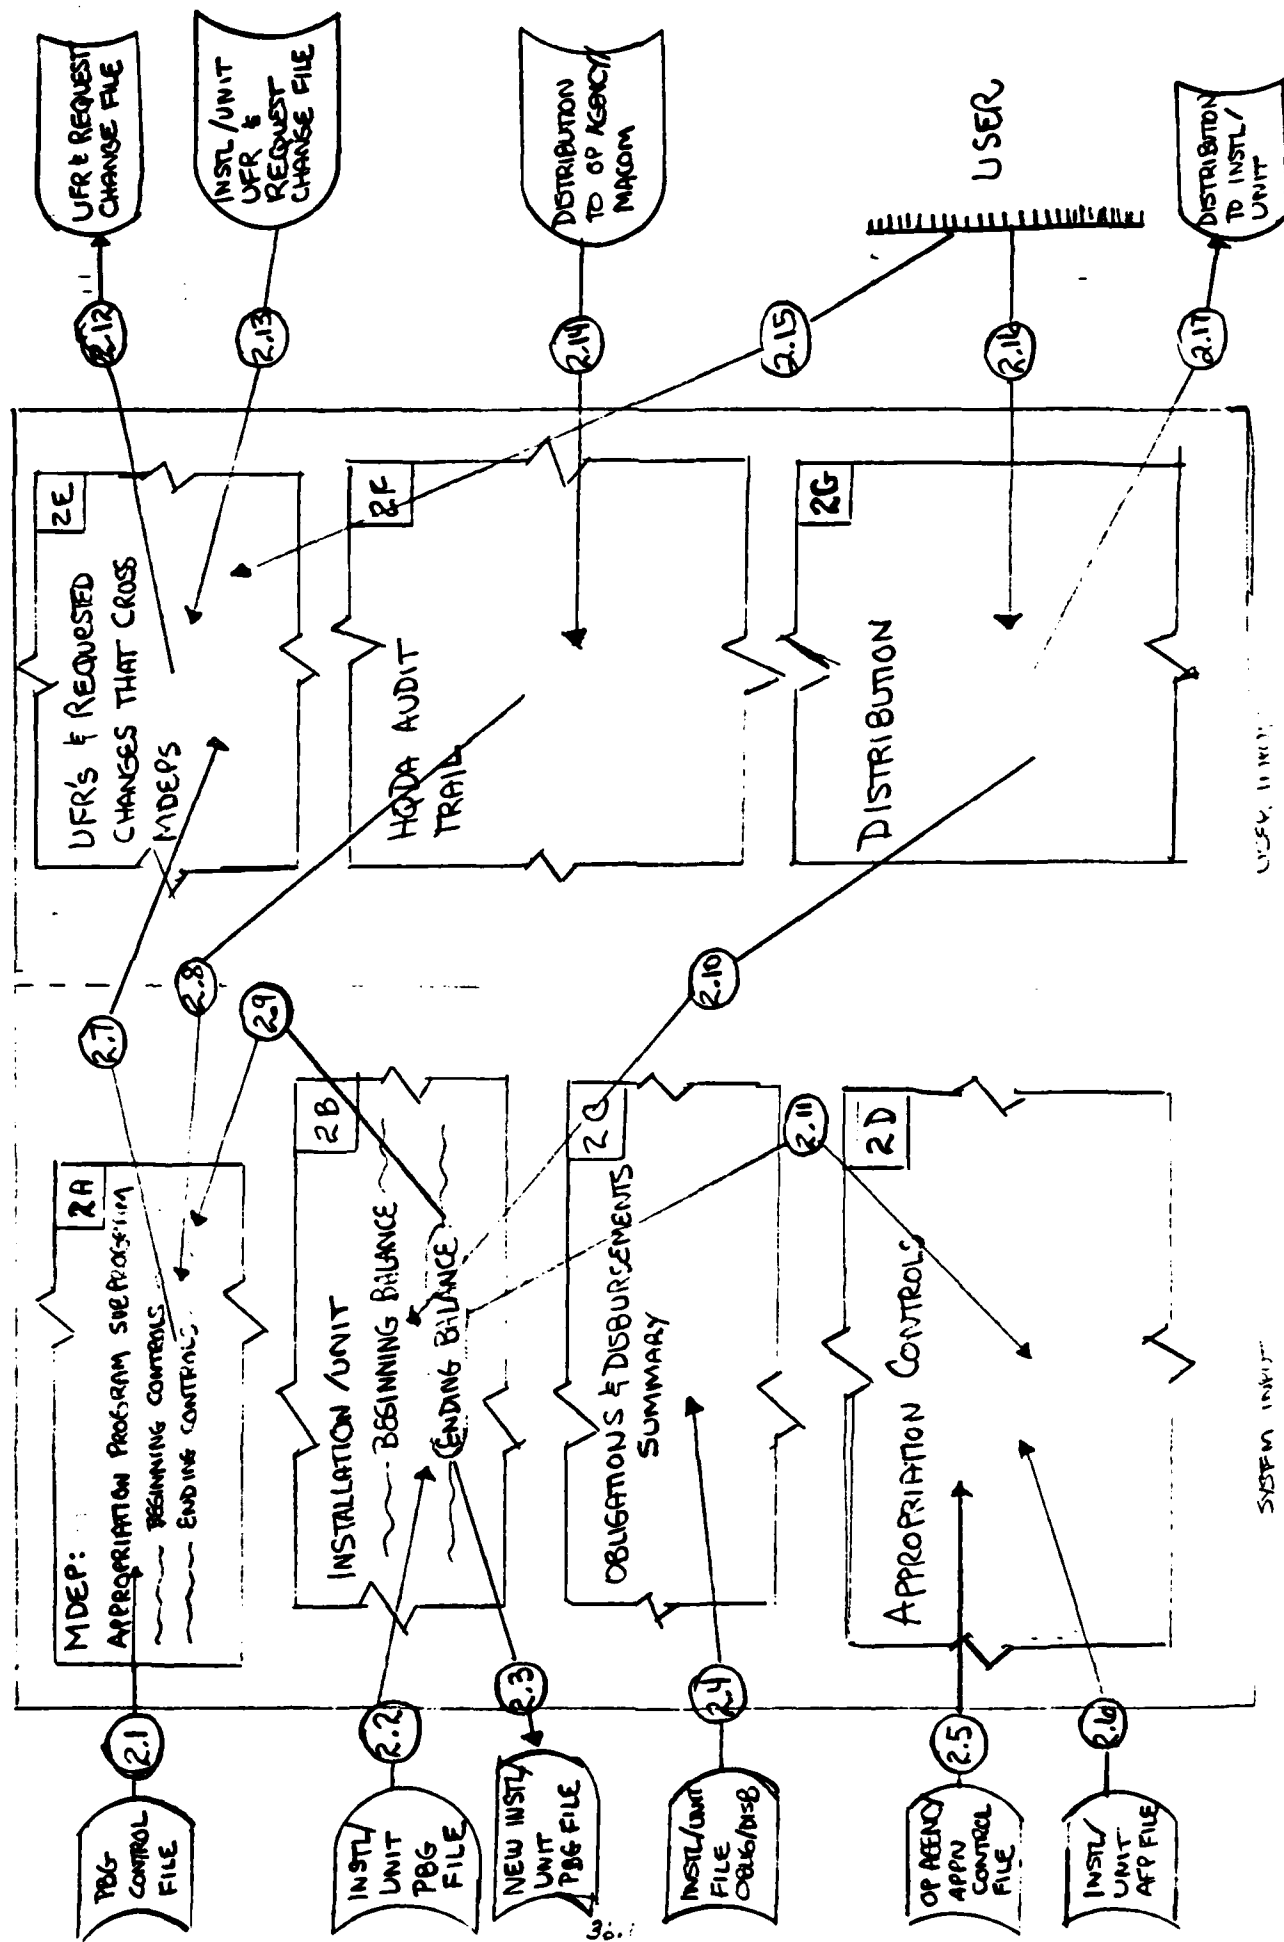 PBG
CONTROL
FILE
2.1
INSTL/
UNIT
PBG
FILE
2.2
NEW INSTL/
UNIT
PBG FILE
2.3
INSTL/UNIT
FILE
OBLIG/DISB
2.4
OP AGENCY
APPN
CONTROL
FILE
2.5
INSTL/
UNIT
AFP FILE
2.6
MDEP:
2A
APPROPRIATION PROGRAM SUBPROGRAM
BEGINNING CONTROLS
ENDING CONTROLS
INSTALLATION/UNIT
2B
BEGINNING BALANCE
ENDING BALANCE
OBLIGATIONS & DISBURSEMENTS
SUMMARY
2C
APPROPRIATION CONTROLS
2D
2.7
2.8
2.9
2.10
2.11
UFR'S & REQUESTED
CHANGES THAT CROSS
MDEPS
2E
HQDA AUDIT
TRAIL
2F
DISTRIBUTION
2G
2.12
UFR & REQUEST
CHANGE FILE
2.13
INSTL/UNIT
UFR &
REQUEST
CHANGE FILE
2.14
DISTRIBUTION
TO OP AGENCY/
MACOM
2.15
USER
2.16
2.17
DISTRIBUTION
TO INSTL/
UNIT
SYSTEM INPUT